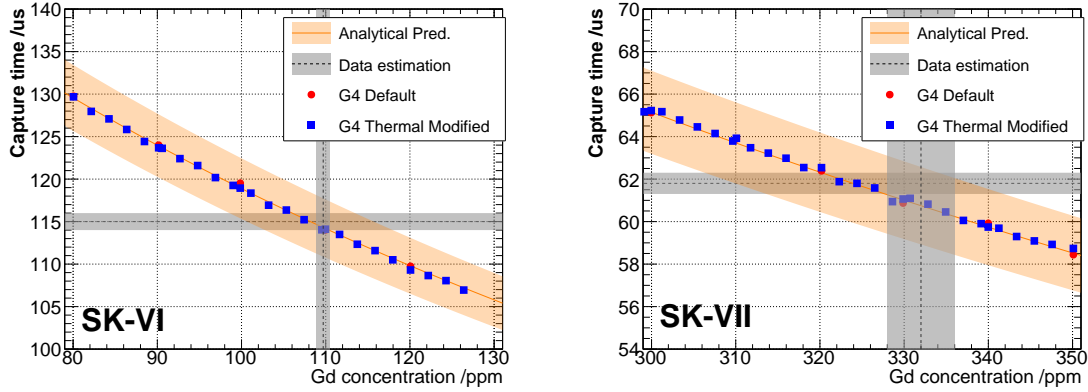 Capture time /us
140
135
130
125
120
115
110
105
100
80 90 100 110 120 130
Gd concentration /ppm
Analytical Pred.
Data estimation
G4 Default
G4 Thermal Modified
SK-VI
Capture time /us
70
68
66
64
62
60
58
56
54
300 310 320 330 340 350
Gd concentration /ppm
Analytical Pred.
Data estimation
G4 Default
G4 Thermal Modified
SK-VII